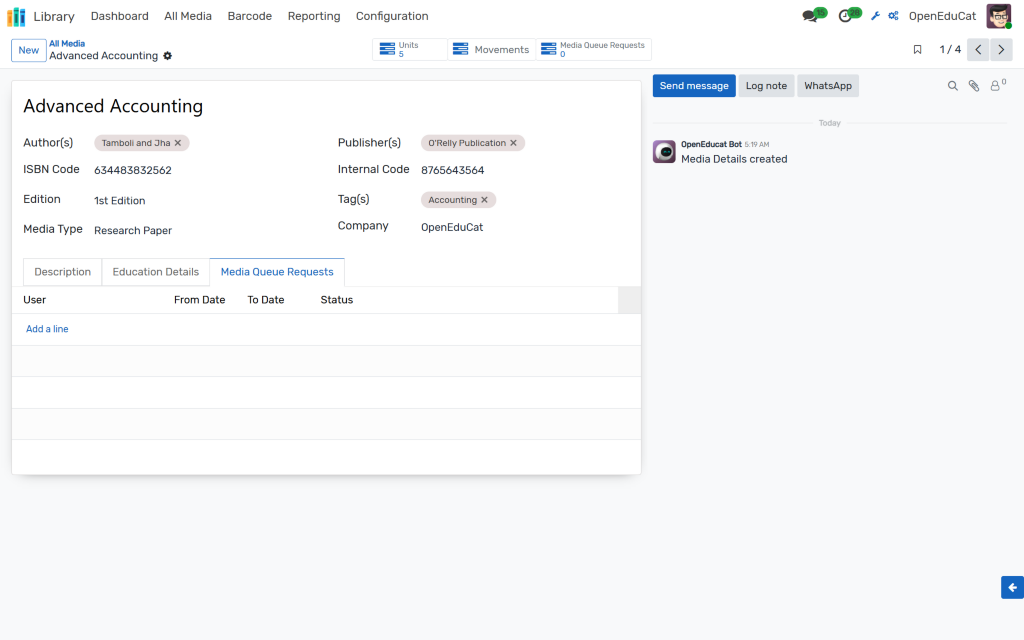 Library Dashboard All Media Barcode Reporting Configuration 15 28 OpenEduCat
New All Media Units 5 Movements Media Queue Requests 0 1 / 4
Advanced Accounting
Send message Log note WhatsApp 0
Advanced Accounting
Today
Author(s) Tamboli and Jha Publisher(s) O'Relly Publication
OpenEducat Bot 5:19 AM
Media Details created
ISBN Code 634483832562 Internal Code 8765643564
Edition 1st Edition Tag(s) Accounting
Media Type Research Paper Company OpenEduCat
Description Education Details Media Queue Requests
User From Date To Date Status
Add a line